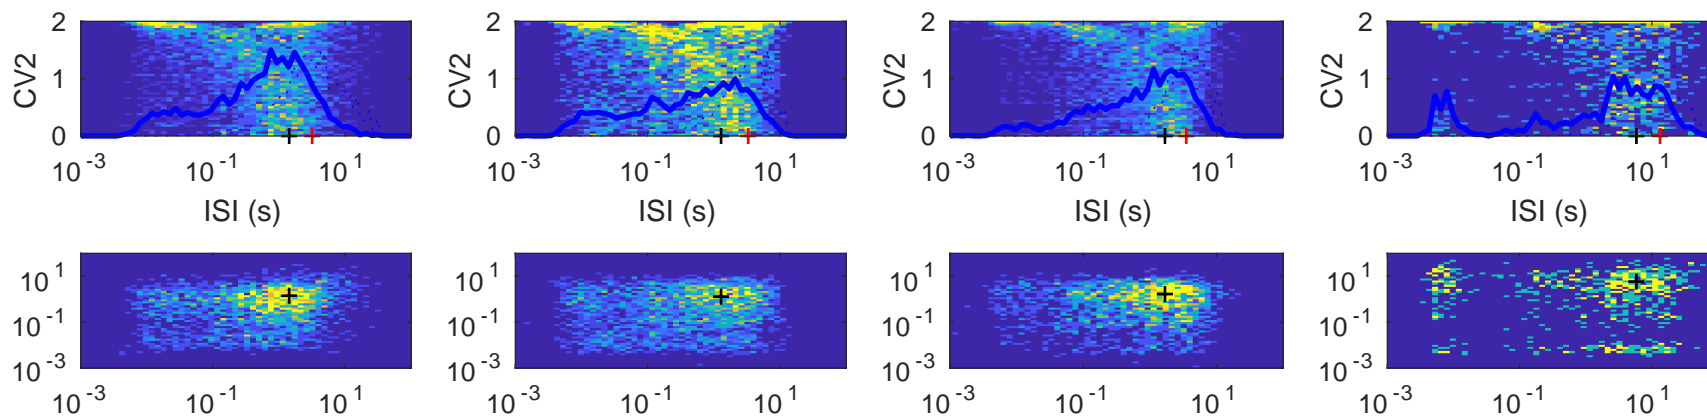 2 2 2 2
CV2 CV2 CV2 CV2
1 1 1 1
0 0 0 0
10^-3 10^-1 10^1 10^-3 10^-1 10^1 10^-3 10^-1 10^1 10^-3 10^-1 10^1
ISI (s) ISI (s) ISI (s) ISI (s)
10^1 10^1 10^1 10^1
10^-1 10^-1 10^-1 10^-1
10^-3 10^-3 10^-3 10^-3
10^-3 10^-1 10^1 10^-3 10^-1 10^1 10^-3 10^-1 10^1 10^-3 10^-1 10^1